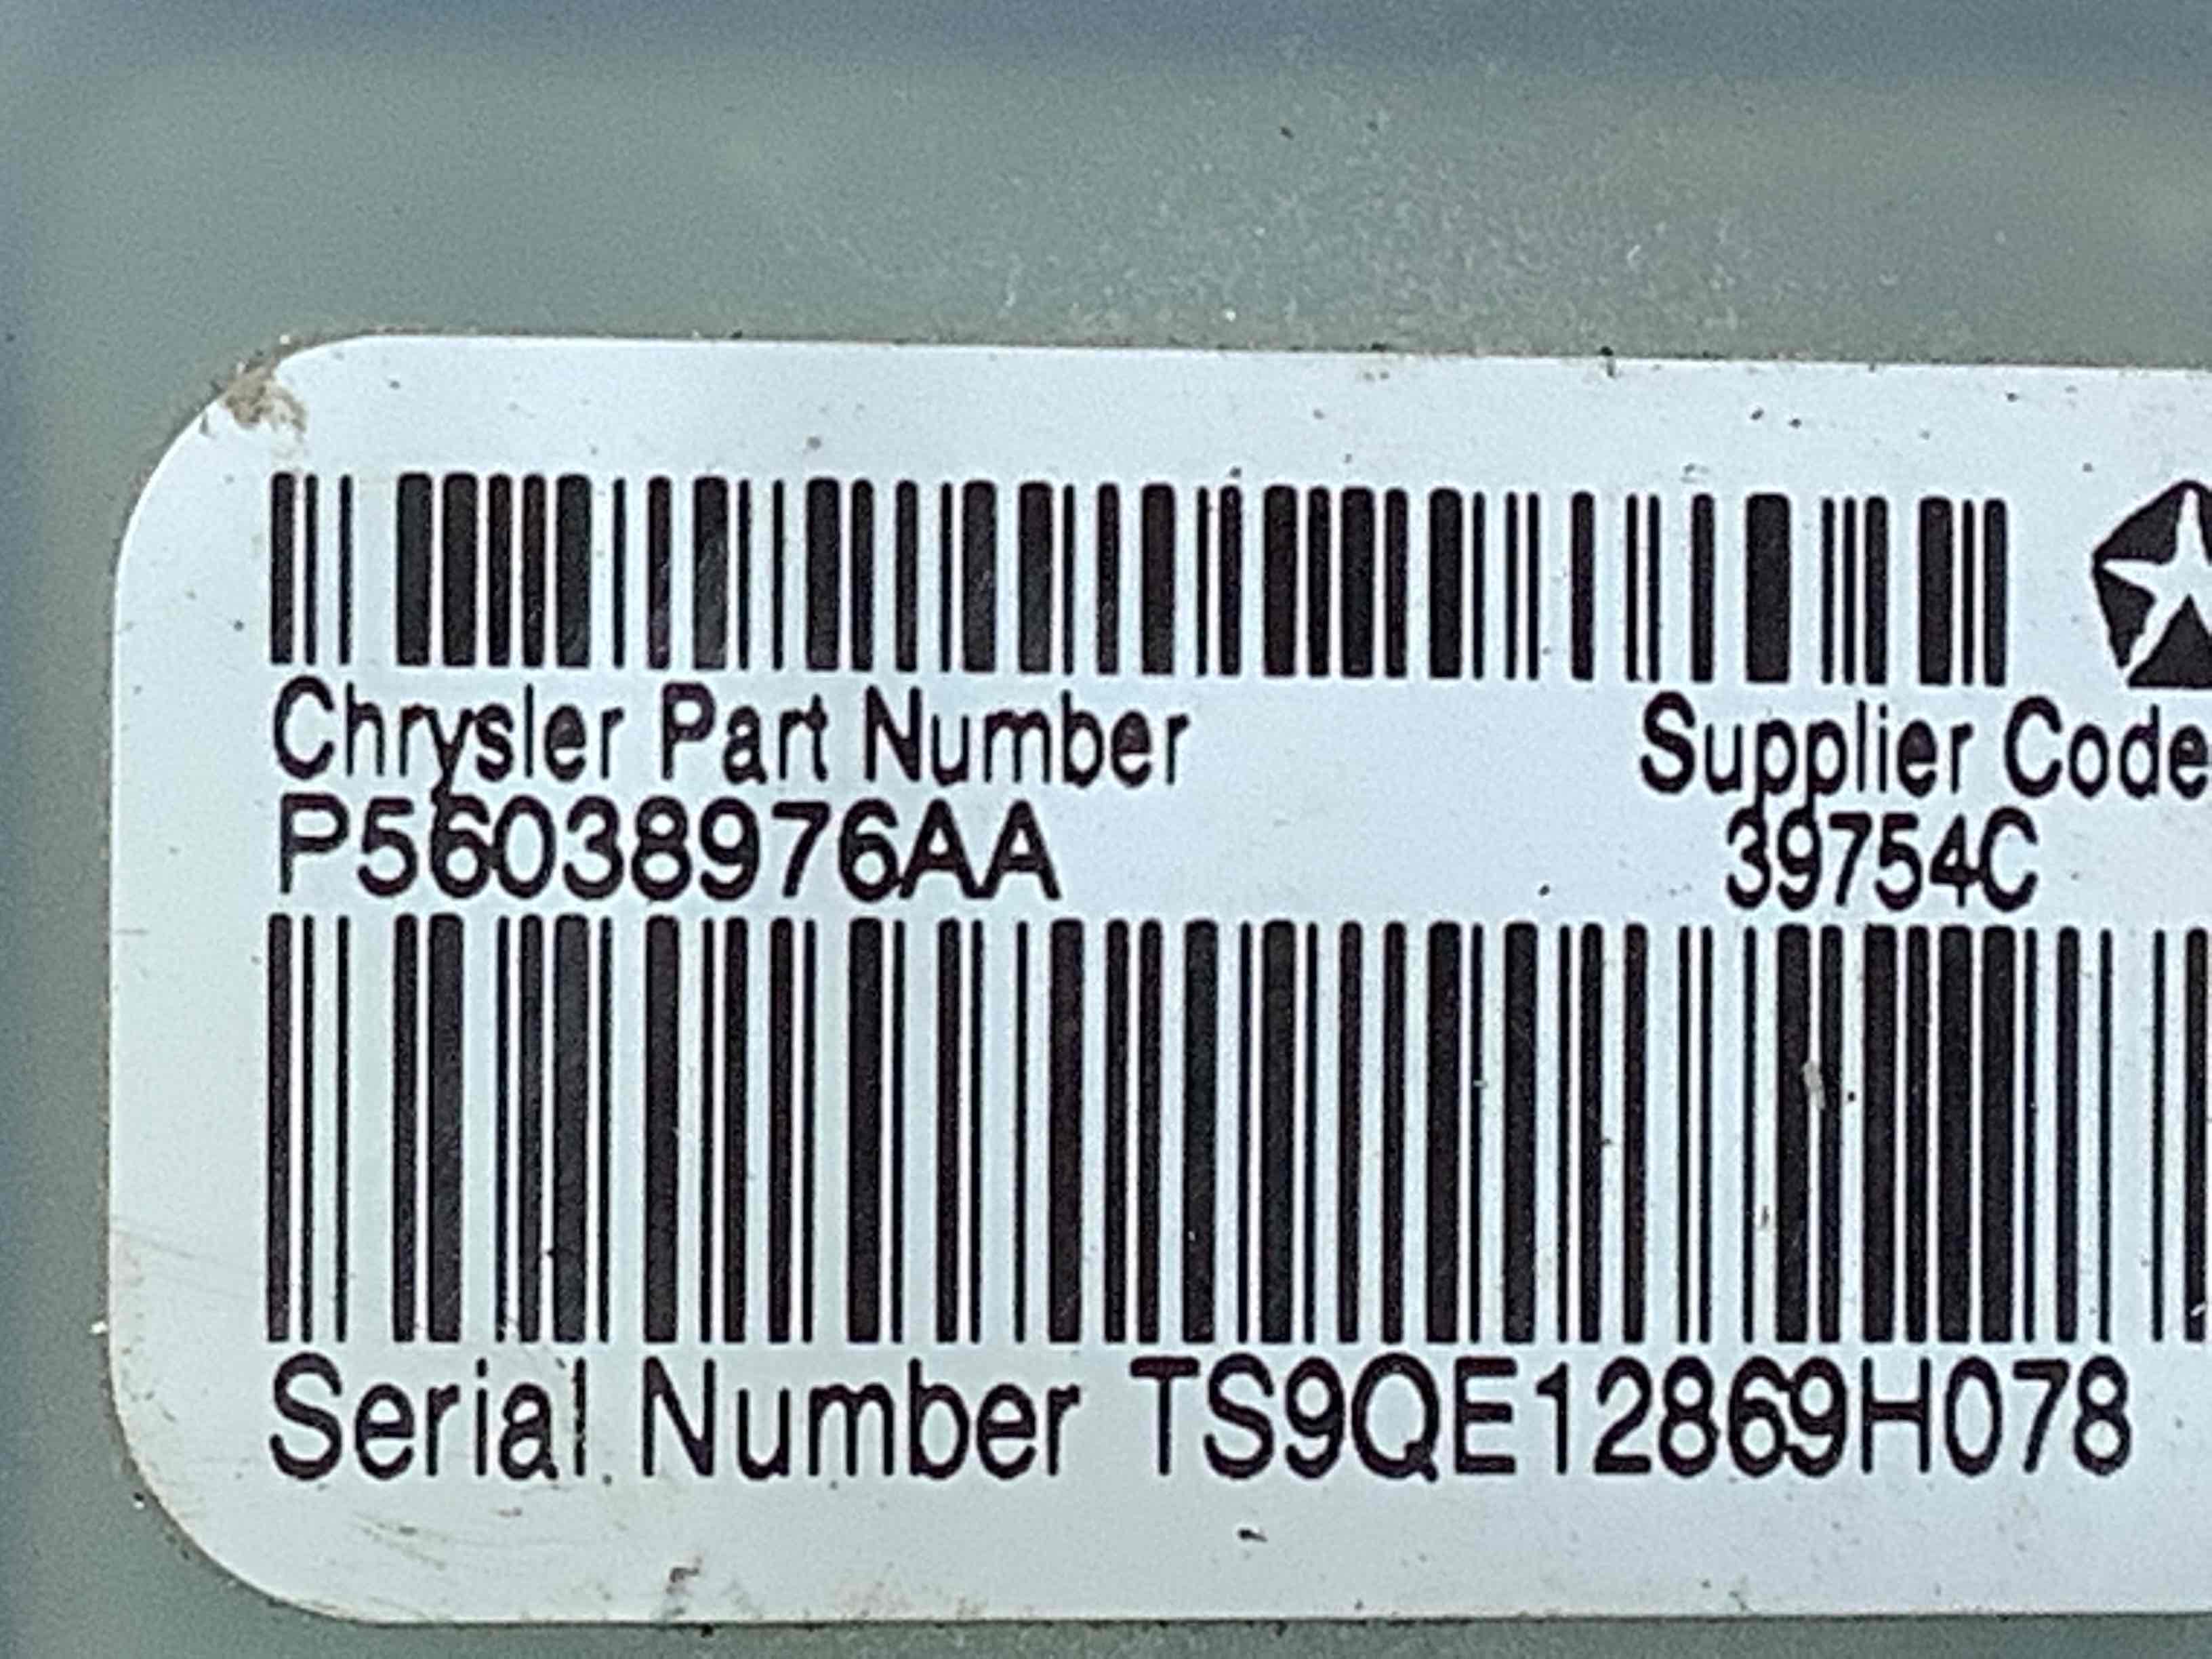 Chrysler Part Number Supplier Code
P56038976AA 39754C
Serial Number TS9QE12869H078